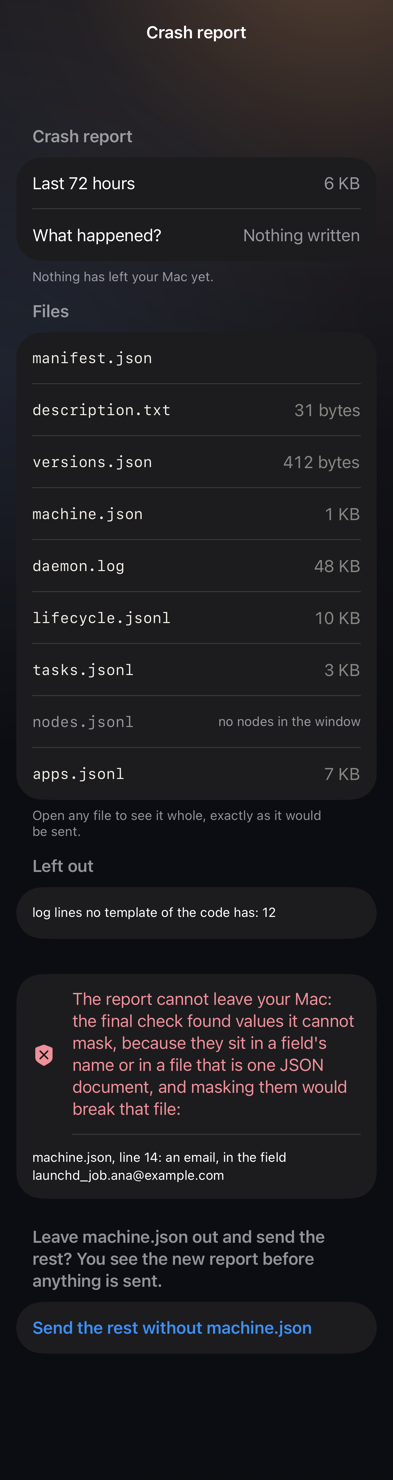 Crash report
Crash report
Last 72 hours 6 KB
What happened? Nothing written
Nothing has left your Mac yet.
Files
manifest.json
description.txt 31 bytes
versions.json 412 bytes
machine.json 1 KB
daemon.log 48 KB
lifecycle.jsonl 10 KB
tasks.jsonl 3 KB
nodes.jsonl no nodes in the window
apps.jsonl 7 KB
Open any file to see it whole, exactly as it would
be sent.
Left out
log lines no template of the code has: 12
The report cannot leave your Mac:
the final check found values it cannot
mask, because they sit in a field's
name or in a file that is one JSON
document, and masking them would
break that file:
machine.json, line 14: an email, in the field
launchd_job.ana@example.com
Leave machine.json out and send the
rest? You see the new report before
anything is sent.
Send the rest without machine.json